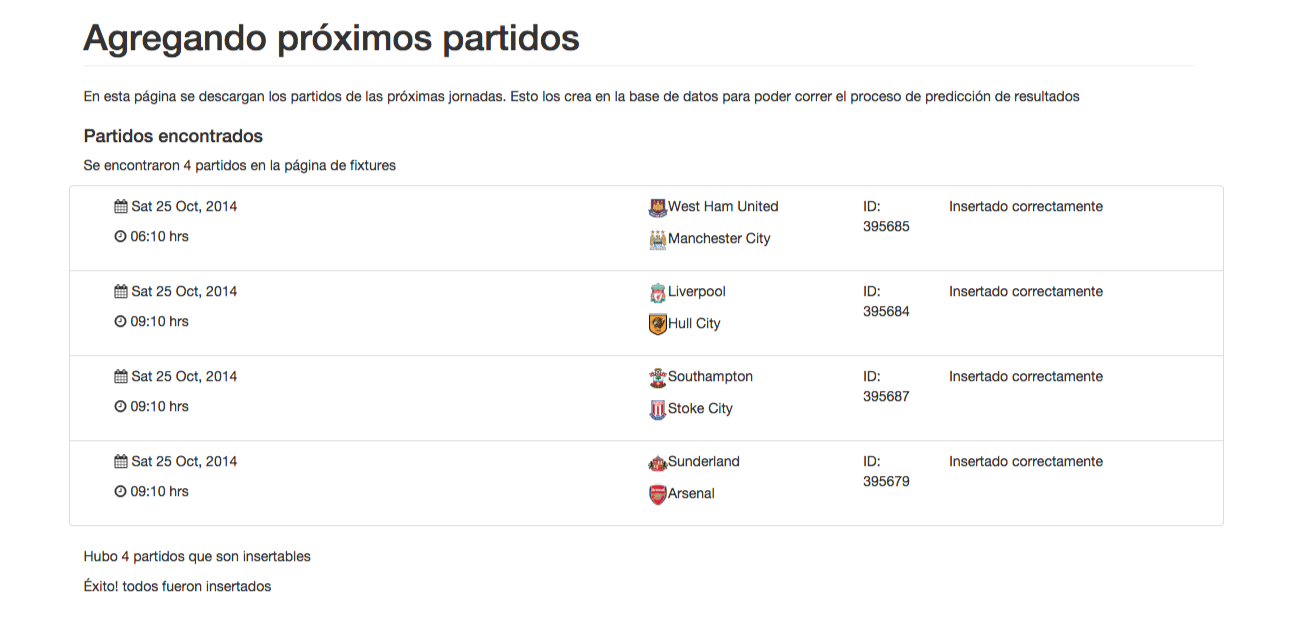 Agregando próximos partidos
En esta página se descargan los partidos de las próximas jornadas. Esto los crea en la base de datos para poder correr el proceso de predicción de resultados
Partidos encontrados
Se encontraron 4 partidos en la página de fixtures
Sat 25 Oct, 2014
06:10 hrs
West Ham United
Manchester City
ID:
395685
Insertado correctamente
Sat 25 Oct, 2014
09:10 hrs
Liverpool
Hull City
ID:
395684
Insertado correctamente
Sat 25 Oct, 2014
09:10 hrs
Southampton
Stoke City
ID:
395687
Insertado correctamente
Sat 25 Oct, 2014
09:10 hrs
Sunderland
Arsenal
ID:
395679
Insertado correctamente
Hubo 4 partidos que son insertables
Éxito! todos fueron insertados